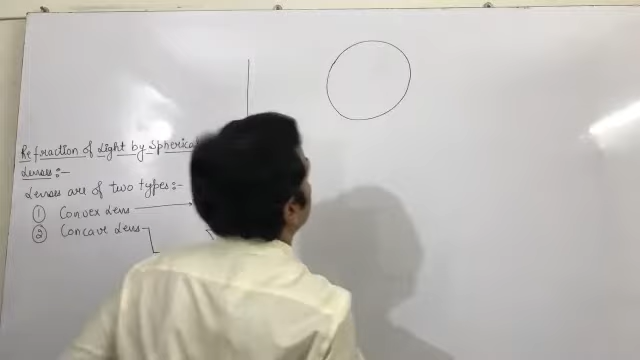 Refraction of Light by Spherical
Lenses:-
Lenses are of two types:-
① Convex Lens
② Concave Lens